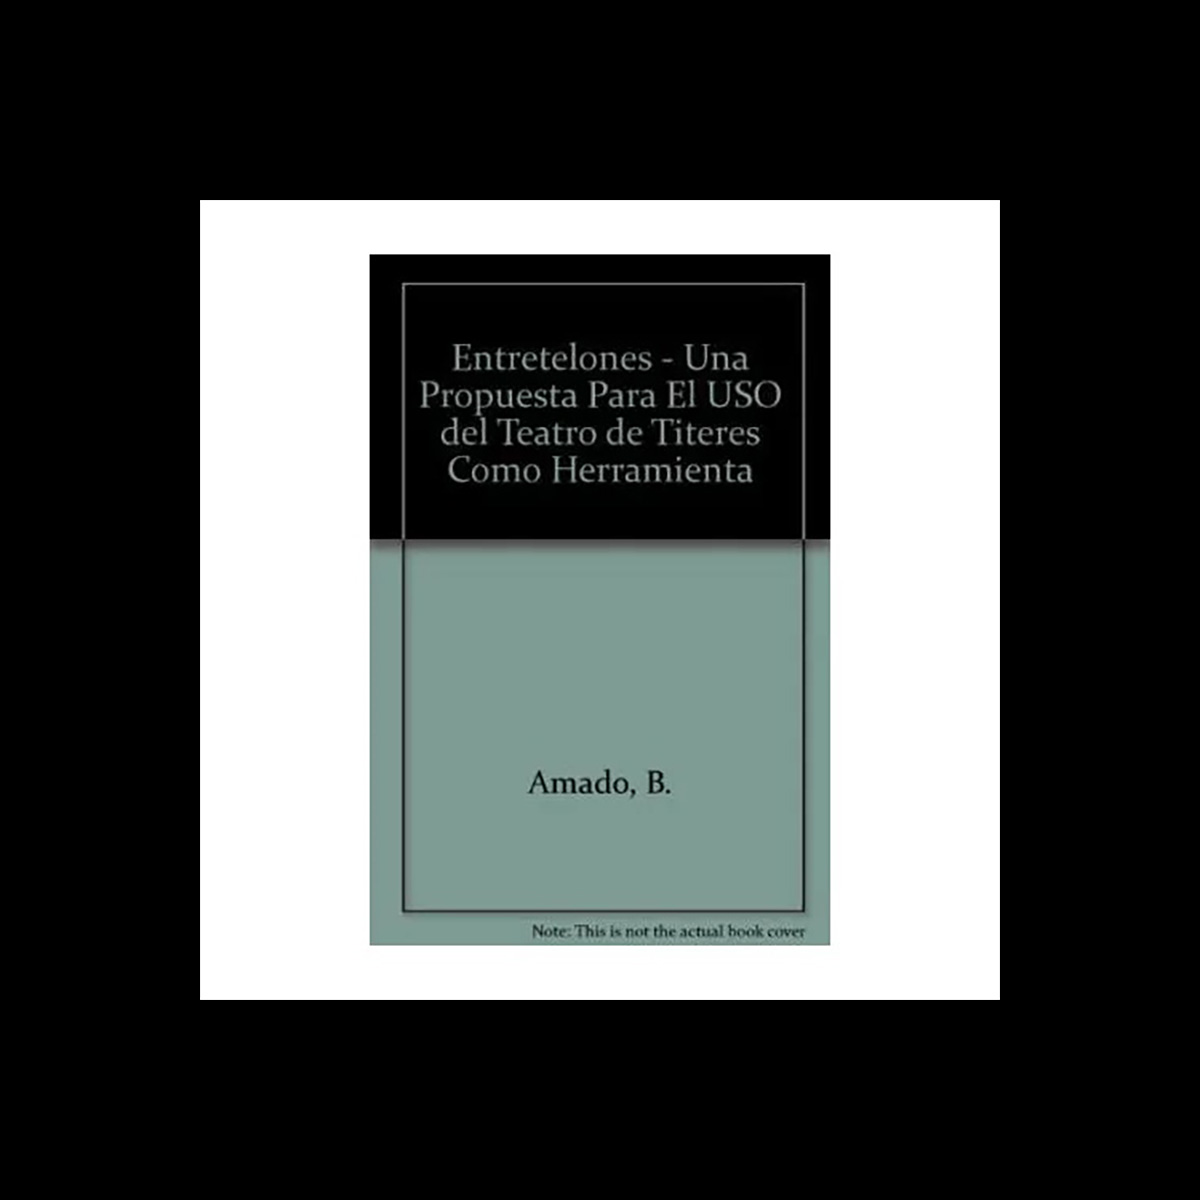 Entretelones - Una
Propuesta Para El USO
del Teatro de Titeres
Como Herramienta
Amado, B.
Note: This is not the actual book cover